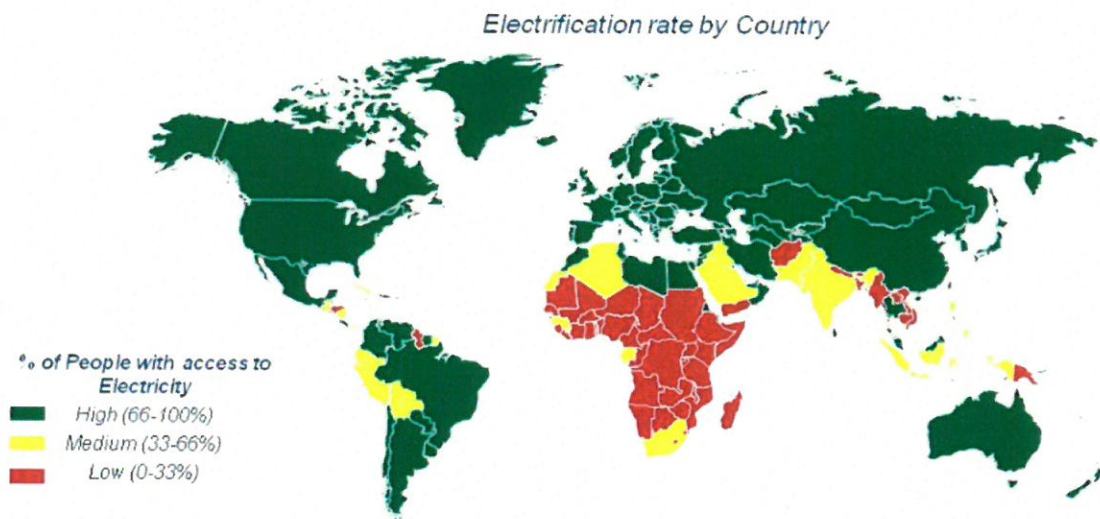 Electrification rate by Country
% of People with access to
Electricity
High (66-100%)
Medium (33-66%)
Low (0-33%)